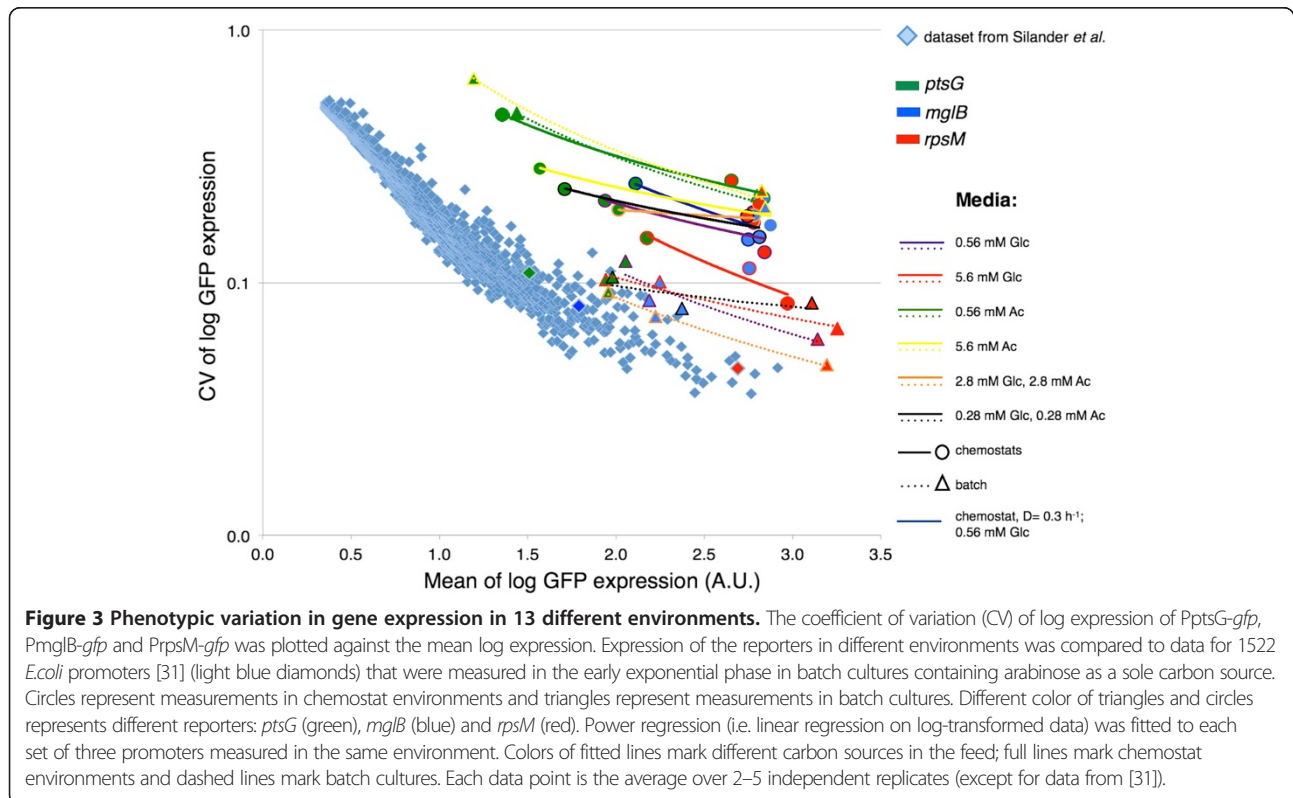 1.0
0.1
0.0
CV of log GFP expression
0.0
0.5
1.0
1.5
2.0
2.5
3.0
3.5
Mean of log GFP expression (A.U.)
dataset from Silander et al.
ptsG
mglB
rpsM
Media:
0.56 mM Glc
5.6 mM Glc
0.56 mM Ac
5.6 mM Ac
2.8 mM Glc, 2.8 mM Ac
0.28 mM Glc, 0.28 mM Ac
chemostats
batch
chemostat, D= 0.3 h⁻¹;
0.56 mM Glc
Figure 3 Phenotypic variation in gene expression in 13 different environments. The coefficient of variation (CV) of log expression of PptsG-gfp,
PmglB-gfp and PrpsM-gfp was plotted against the mean log expression. Expression of the reporters in different environments was compared to data for 1522
E.coli promoters [31] (light blue diamonds) that were measured in the early exponential phase in batch cultures containing arabinose as a sole carbon source.
Circles represent measurements in chemostat environments and triangles represent measurements in batch cultures. Different color of triangles and circles
represents different reporters: ptsG (green), mglB (blue) and rpsM (red). Power regression (i.e. linear regression on log-transformed data) was fitted to each
set of three promoters measured in the same environment. Colors of fitted lines mark different carbon sources in the feed; full lines mark chemostat
environments and dashed lines mark batch cultures. Each data point is the average over 2–5 independent replicates (except for data from [31]).